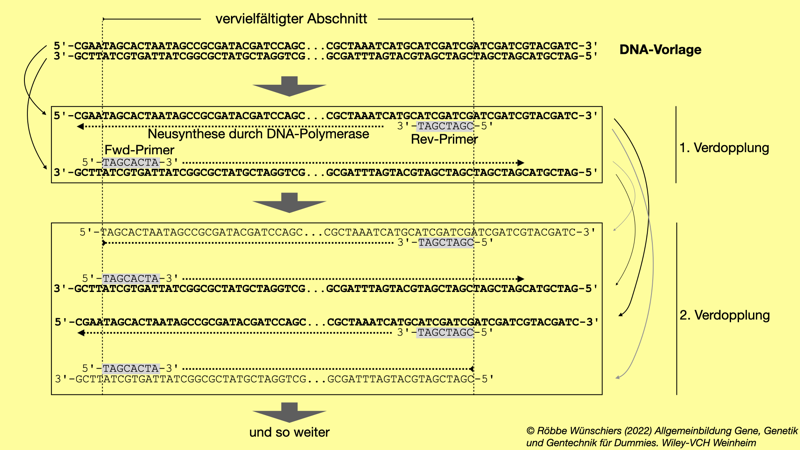 vervielfältigter Abschnitt
5'-CGAATAGCACTAATAGCCGCGATACGATCCAGC...CGCTAAATCATGCATCGATCGATCGATCGTACGATC-3'
3'-GCTTATCGTGATTATCGGCGCTATGCTAGGTCG...GCGATTTAGTACGTAGCTAGCTAGCTAGCATGCTAG-5'
DNA-Vorlage
5'-CGAATAGCACTAATAGCCGCGATACGATCCAGC...CGCTAAATCATGCATCGATCGATCGATCGTACGATC-3'
3'-TAGCTAGC-5'
Neusynthese durch DNA-Polymerase
Rev-Primer
Fwd-Primer
5'-TAGCACTA-3'
3'-GCTTATCGTGATTATCGGCGCTATGCTAGGTCG...GCGATTTAGTACGTAGCTAGCTAGCTAGCATGCTAG-5'
1. Verdopplung
5'-TAGCACTAATAGCCGCGATACGATCCAGC...CGCTAAATCATGCATCGATCGATCGATCGTACGATC-3'
3'-TAGCTAGC-5'
5'-TAGCACTA-3'
3'-GCTTATCGTGATTATCGGCGCTATGCTAGGTCG...GCGATTTAGTACGTAGCTAGCTAGCTAGCATGCTAG-5'
2. Verdopplung
5'-CGAATAGCACTAATAGCCGCGATACGATCCAGC...CGCTAAATCATGCATCGATCGATCGATCGTACGATC-3'
3'-TAGCTAGC-5'
5'-TAGCACTA-3'
3'-GCTTATCGTGATTATCGGCGCTATGCTAGGTCG...GCGATTTAGTACGTAGCTAGC-5'
und so weiter
© Röbbe Wünschiers (2022) Allgemeinbildung Gene, Genetik
und Gentechnik für Dummies. Wiley-VCH Weinheim